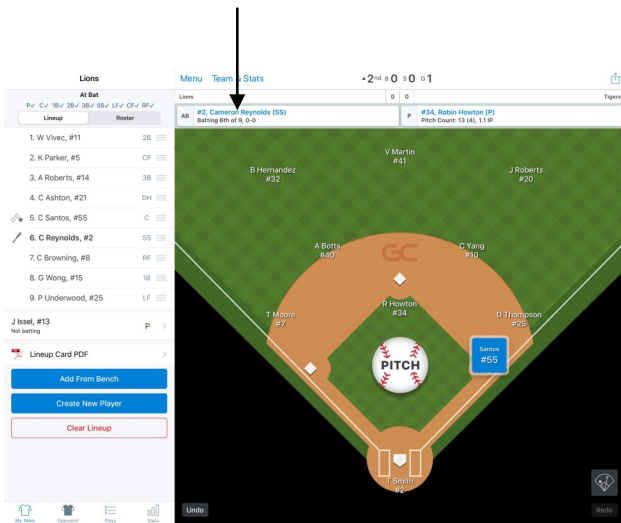 Lions
At Bat
P✓ C✓ 1B✓ 2B✓ 3B✓ SS✓ LF✓ CF✓ RF✓
Lineup Roster
1. W Vivec, #11 2B
2. K Parker, #5 CF
3. A Roberts, #14 3B
4. C Ashton, #21 DH
5. C Santos, #55 C
6. C Reynolds, #2 SS
7. C Browning, #8 RF
8. G Wong, #15 1B
9. P Underwood, #25 LF
J Issel, #13 P
Not batting
Lineup Card PDF
Add From Bench
Create New Player
Clear Lineup
My Team Opponent Plays Stats
Menu Team & Stats 2nd B 0 S 0 O 1
Lions 0 0 Tigers
AB #2, Cameron Reynolds (SS)
Batting 6th of 9, 0-0
P #34, Robin Howton (P)
Pitch Count: 13 (4), 1.1 IP
V Martin
#41
B Hernandez
#32
J Roberts
#20
A Botts
#40
GC
C Yang
#10
R Howton
#34
T Moore
#7
D Thompson
#25
Santos
#55
PITCH
T Smith
#2
Undo Redo